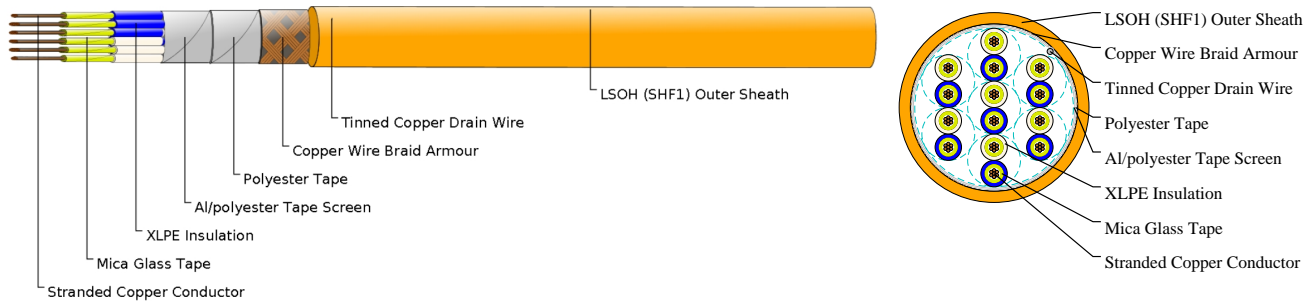 LSOH (SHF1) Outer Sheath
Tinned Copper Drain Wire
Copper Wire Braid Armour
Polyester Tape
Al/polyester Tape Screen
XLPE Insulation
Mica Glass Tape
Stranded Copper Conductor
LSOH (SHF1) Outer Sheath
Copper Wire Braid Armour
Tinned Copper Drain Wire
Polyester Tape
Al/polyester Tape Screen
XLPE Insulation
Mica Glass Tape
Stranded Copper Conductor